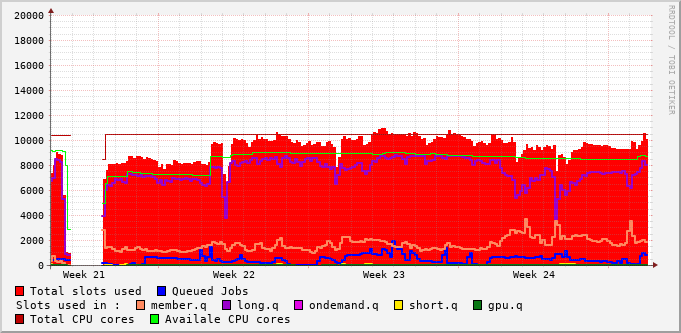 20000
18000
16000
14000
12000
10000
8000
6000
4000
2000
0
Week 21 Week 22 Week 23 Week 24
RRDTOOL / TOBI OETIKER
Total slots used Queued Jobs
Slots used in : member.q long.q ondemand.q short.q gpu.q
Total CPU cores Availale CPU cores